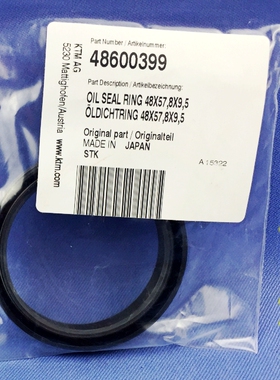 Part Number / Artikelnummer:
48600399
Part Description / Artikelbezeichnung:
OIL SEAL RING 48X57,8X9,5
ÖLDICHTRING 48X57,8X9,5
Original part / Originalteil
MADE IN JAPAN
STK
KTM AG
5230 Mattighofen/Austria
www.ktm.com